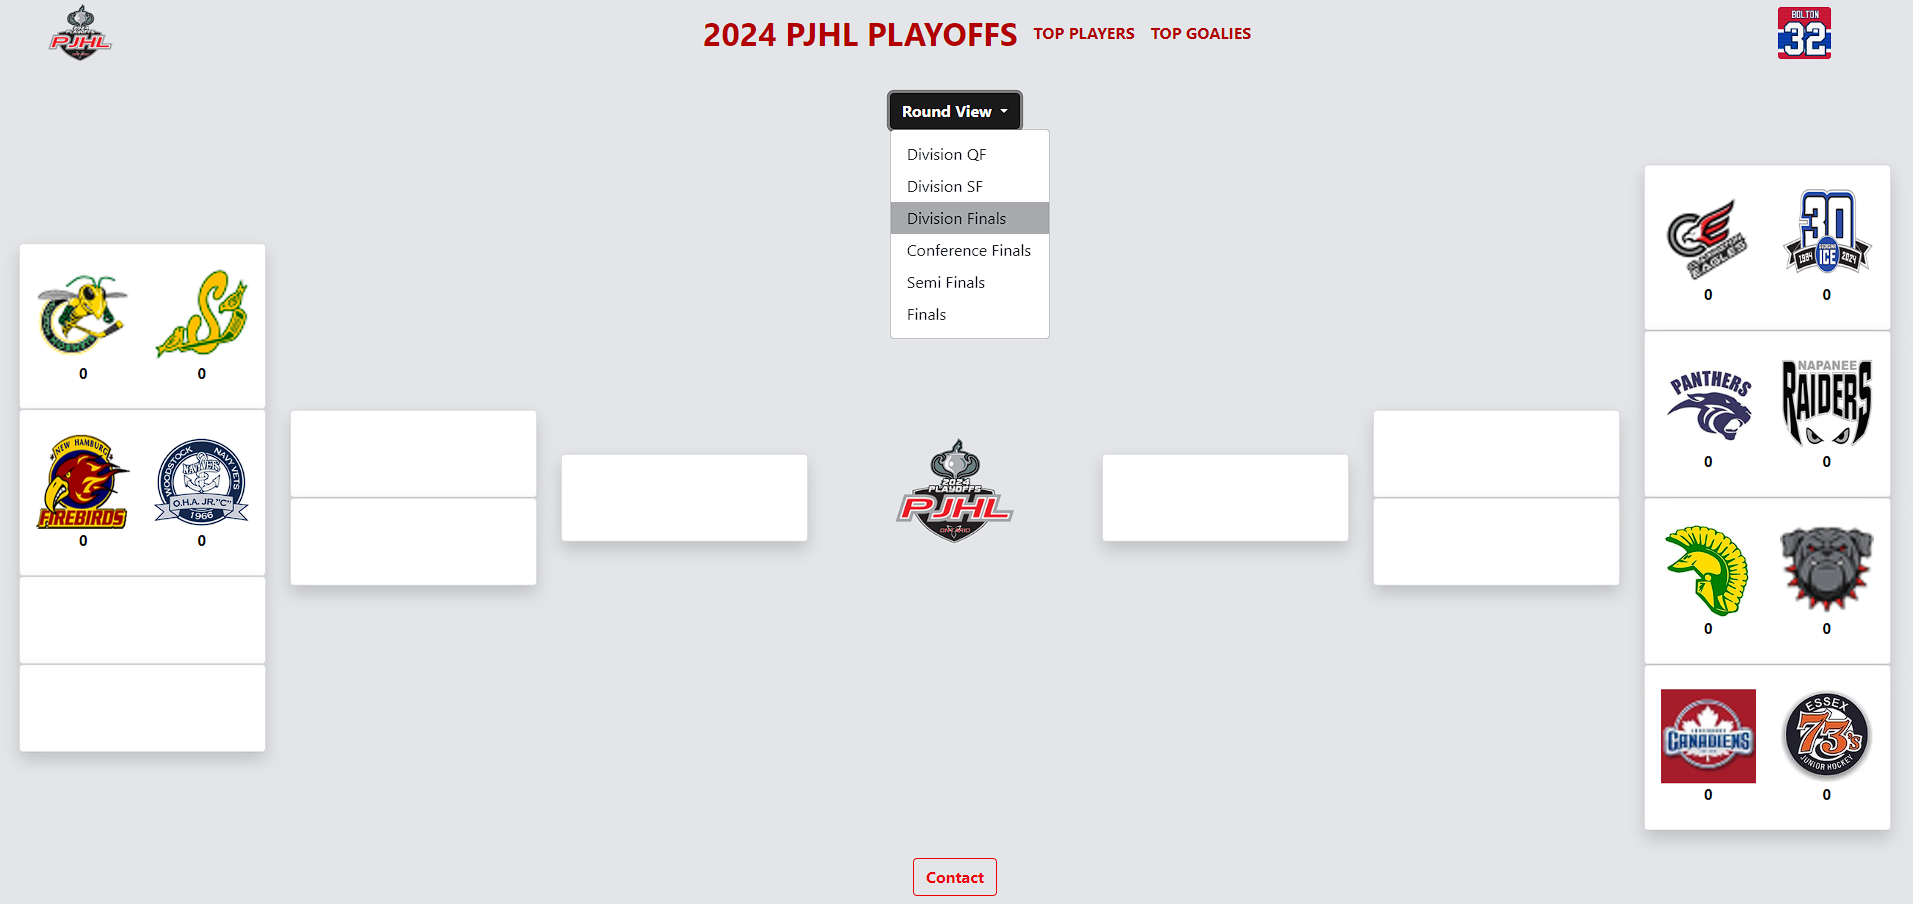 PJHL
2024 PJHL PLAYOFFS
TOP PLAYERS
TOP GOALIES
BOLTON
32
Round View
Division QF
Division SF
Division Finals
Conference Finals
Semi Finals
Finals
0
0
NEW HAMBURG
FIREBIRDS
0
WOODSTOCK NAVY VETS
NAVY VETS
O.H.A. JR."C"
1966
0
2024
PLAYOFFS
PJHL
ONTARIO
EAGLES
0
30
1994 GEORGINA ICE 2024
0
PANTHERS
0
NAPANEE
RAIDERS
0
0
0
CANADIENS
0
ESSEX
73's
JUNIOR HOCKEY
0
Contact